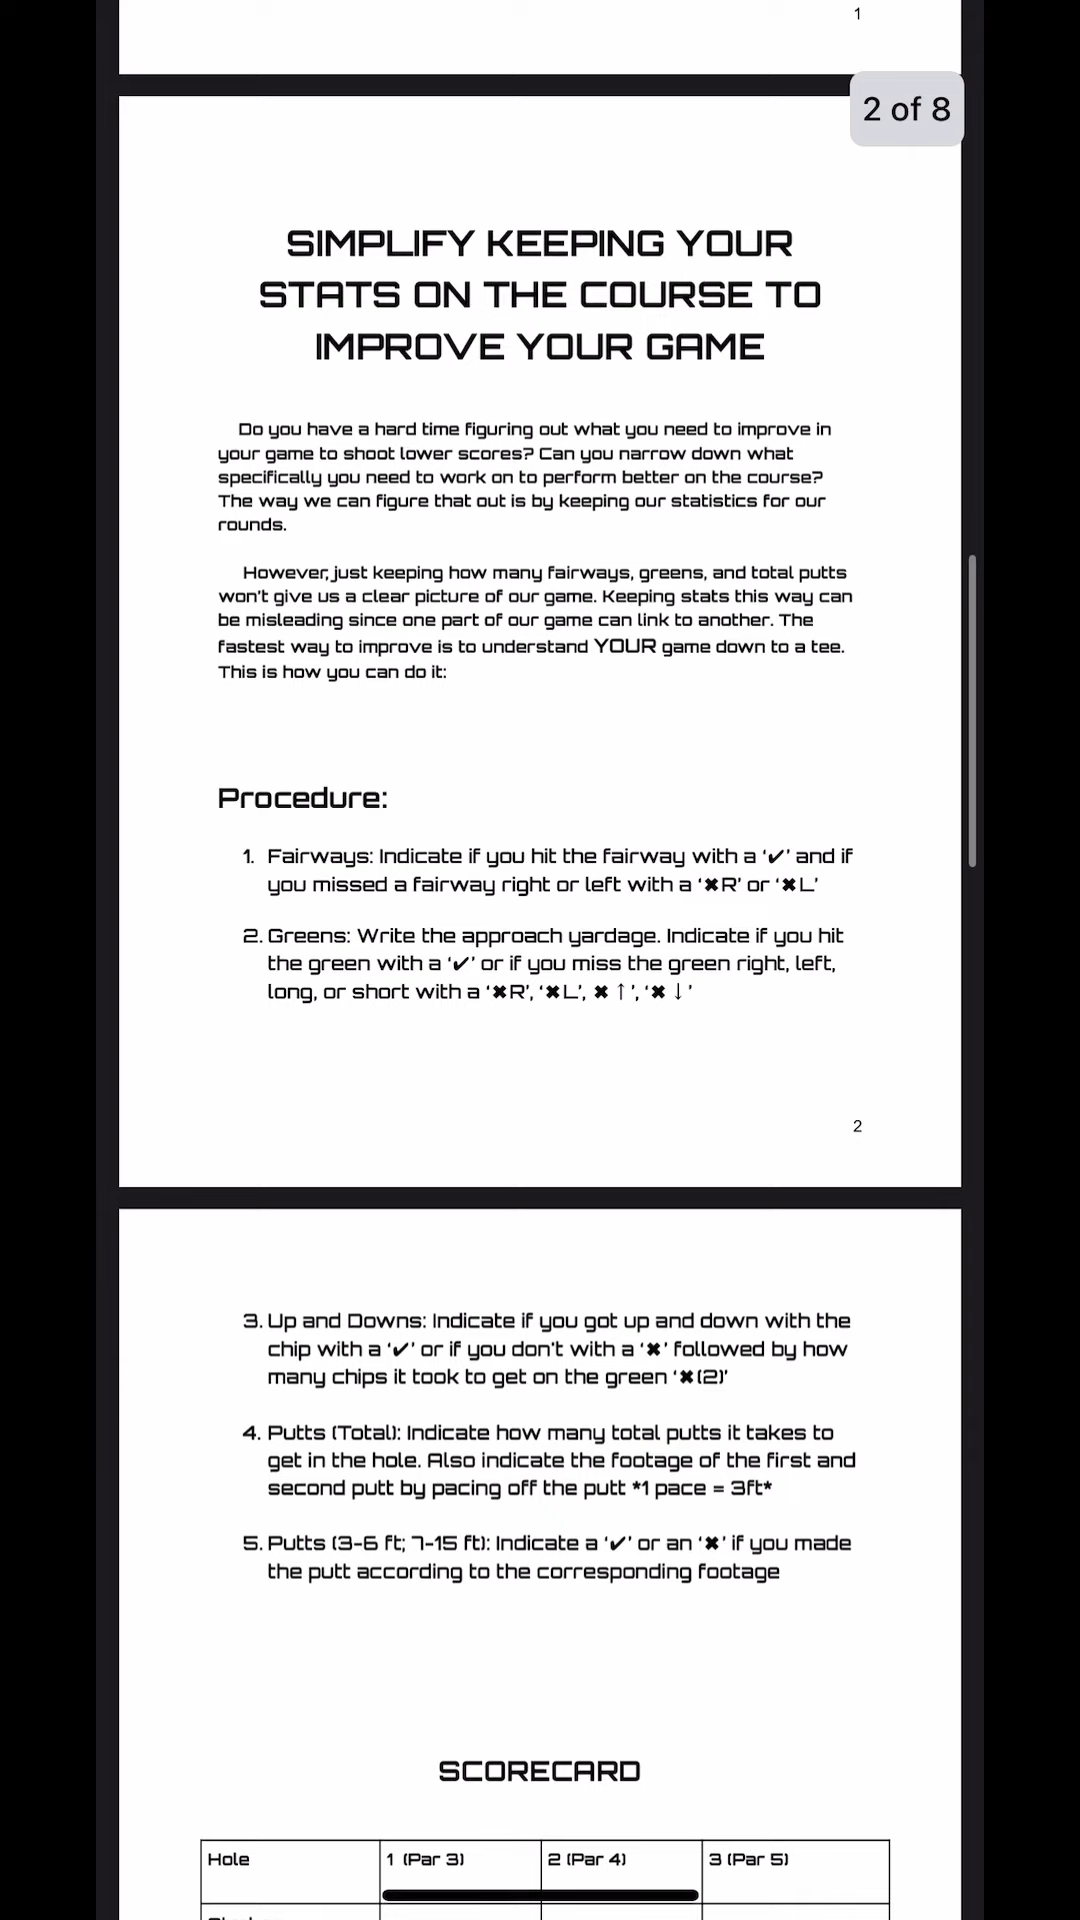 1
2 of 8
SIMPLIFY KEEPING YOUR
STATS ON THE COURSE TO
IMPROVE YOUR GAME
Do you have a hard time figuring out what you need to improve in
your game to shoot lower scores? Can you narrow down what
specifically you need to work on to perform better on the course?
The way we can figure that out is by keeping our statistics for our
rounds.
However, just keeping how many fairways, greens, and total putts
won't give us a clear picture of our game. Keeping stats this way can
be misleading since one part of our game can link to another. The
fastest way to improve is to understand YOUR game down to a tee.
This is how you can do it:
Procedure:
1. Fairways: Indicate if you hit the fairway with a '✔' and if
you missed a fairway right or left with a '✖R' or '✖L'
2. Greens: Write the approach yardage. Indicate if you hit
the green with a '✔' or if you miss the green right, left,
long, or short with a '✖R', '✖L', ✖ ↑', '✖ ↓'
2
3. Up and Downs: Indicate if you got up and down with the
chip with a '✔' or if you don't with a '✖' followed by how
many chips it took to get on the green '✖(2)'
4. Putts (Total): Indicate how many total putts it takes to
get in the hole. Also indicate the footage of the first and
second putt by pacing off the putt *1 pace = 3ft*
5. Putts (3-6 ft; 7-15 ft): Indicate a '✔' or an '✖' if you made
the putt according to the corresponding footage
SCORECARD
Hole 1 (Par 3) 2 (Par 4) 3 (Par 5)